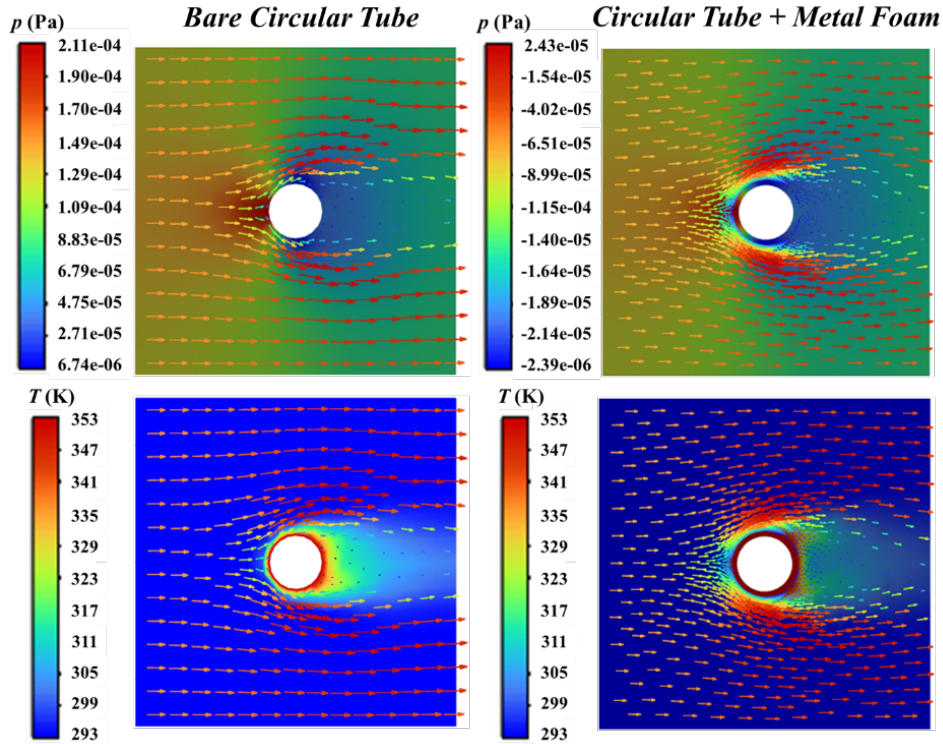 Bare Circular Tube
Circular Tube + Metal Foam
p (Pa)
2.11e-04
1.90e-04
1.70e-04
1.49e-04
1.29e-04
1.09e-04
8.83e-05
6.79e-05
4.75e-05
2.71e-05
6.74e-06
p (Pa)
2.43e-05
-1.54e-05
-4.02e-05
-6.51e-05
-8.99e-05
-1.15e-04
-1.40e-05
-1.64e-05
-1.89e-05
-2.14e-05
-2.39e-06
T (K)
353
347
341
335
329
323
317
311
305
299
293
T (K)
353
347
341
335
329
323
317
311
305
299
293